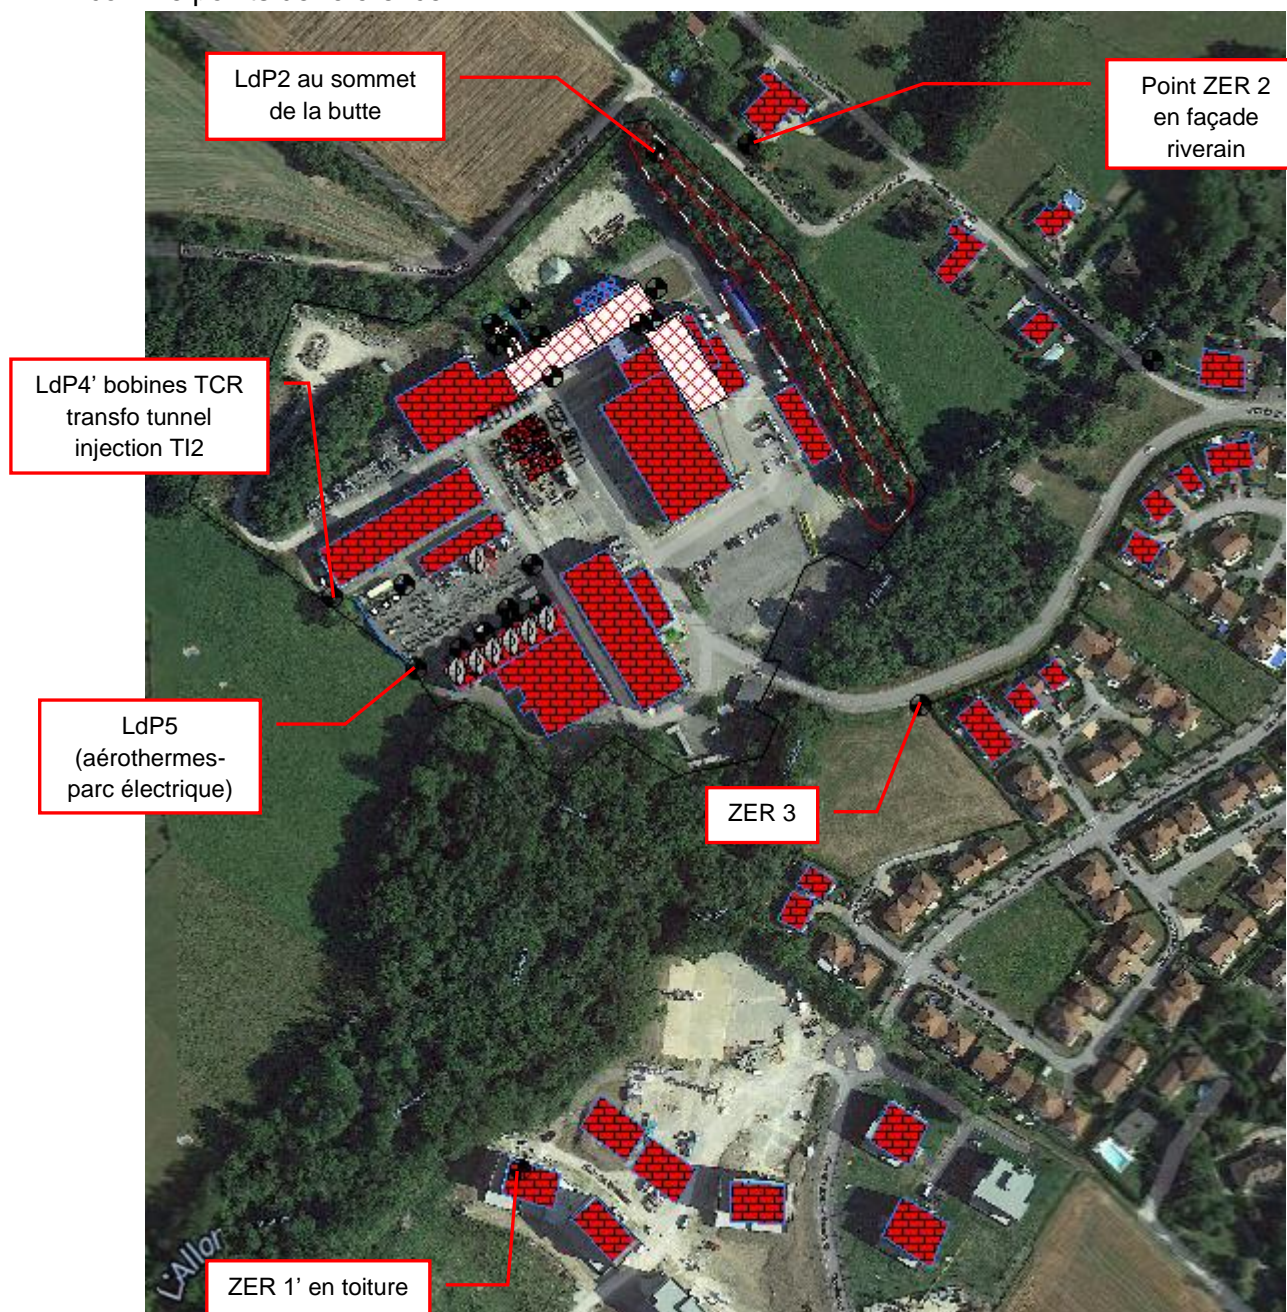 LdP2 au sommet
de la butte
Point ZER 2
en façade
riverain
LdP4’ bobines TCR
transfo tunnel
injection TI2
LdP5
(aérothermes-
parc électrique)
ZER 3
L'Allor
ZER 1’ en toiture